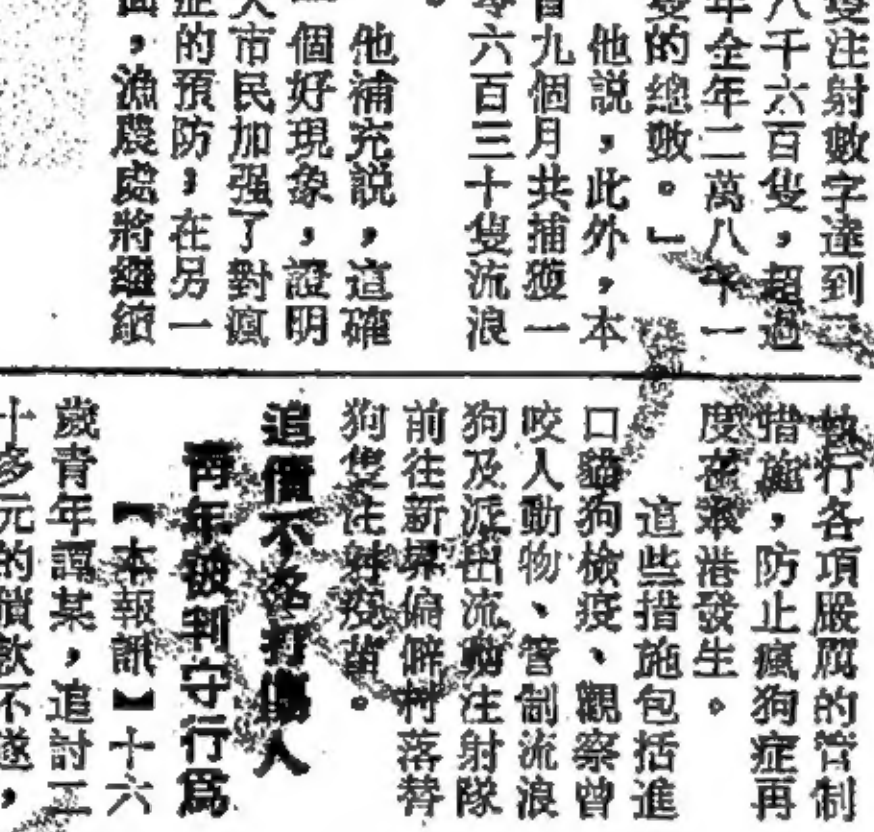 隻注射數字達到二
八千六百隻，超過
年全年二萬八千一
隻的總數。」
他説，此外，本
首九個月共捕獲一
零六百三十隻流浪
。
他補充説，這確
一個好現象，證明
大市民加强了對瘋
症的預防，在另一
面，漁農處將繼續
執行各項嚴厲的管制
措施，防止瘋狗症再
度在本港發生。
這些措施包括進
口貓狗檢疫、觀察曾
咬人動物、管制流浪
狗及派出流動注射隊
前往新界偏僻村落替
狗隻注射疫苗。
追債不遂打傷人
靑年被判守行爲
【本報訊】十六
歲青年譚某，追討二
十多元的債款不遂，